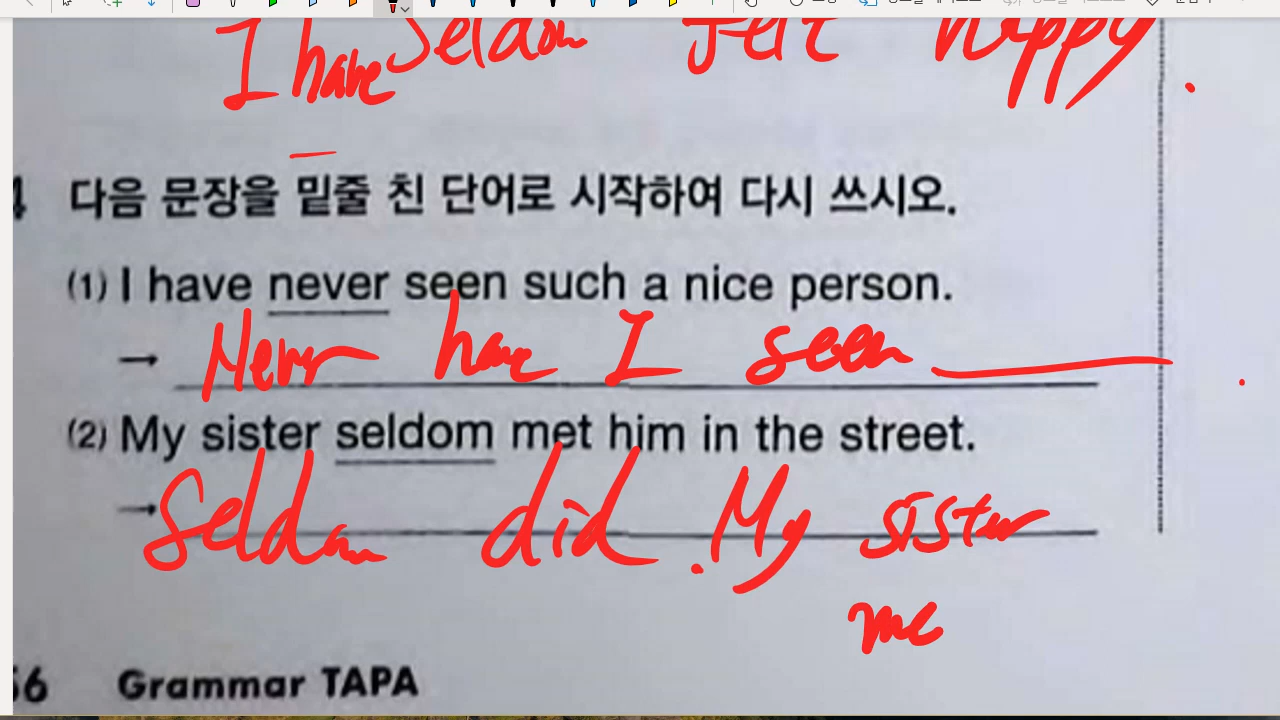 I have seldom felt happy.
4 다음 문장을 밑줄 친 단어로 시작하여 다시 쓰시오.
(1) I have never seen such a nice person.
→ Never have I seen
(2) My sister seldom met him in the street.
→ Seldom did My sister
me
56 Grammar TAPA